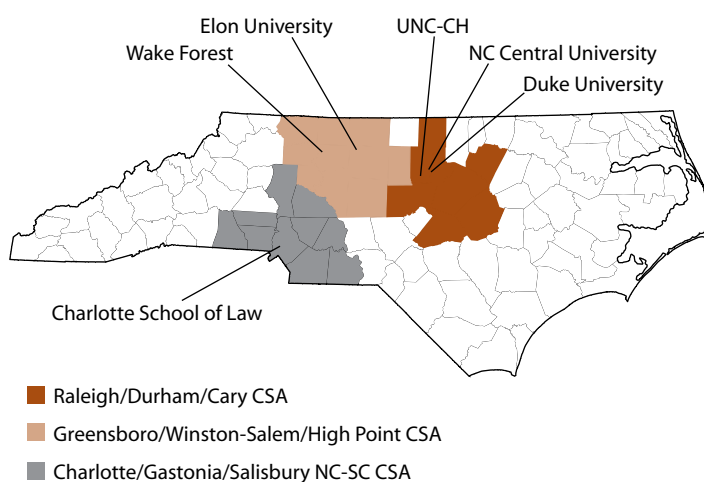 Elon University
UNC-CH
Wake Forest
NC Central University
Duke University
Charlotte School of Law
Raleigh/Durham/Cary CSA
Greensboro/Winston-Salem/High Point CSA
Charlotte/Gastonia/Salisbury NC-SC CSA